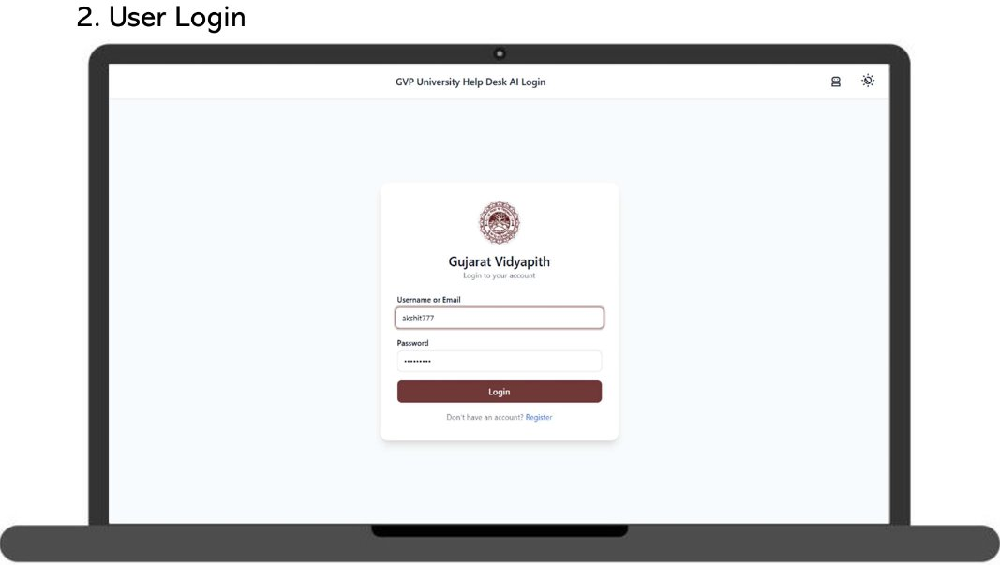 2. User Login
GVP University Help Desk AI Login
Gujarat Vidyapith
Login to your account
Username or Email
akshit777
Password
•••••••••
Login
Don't have an account? Register